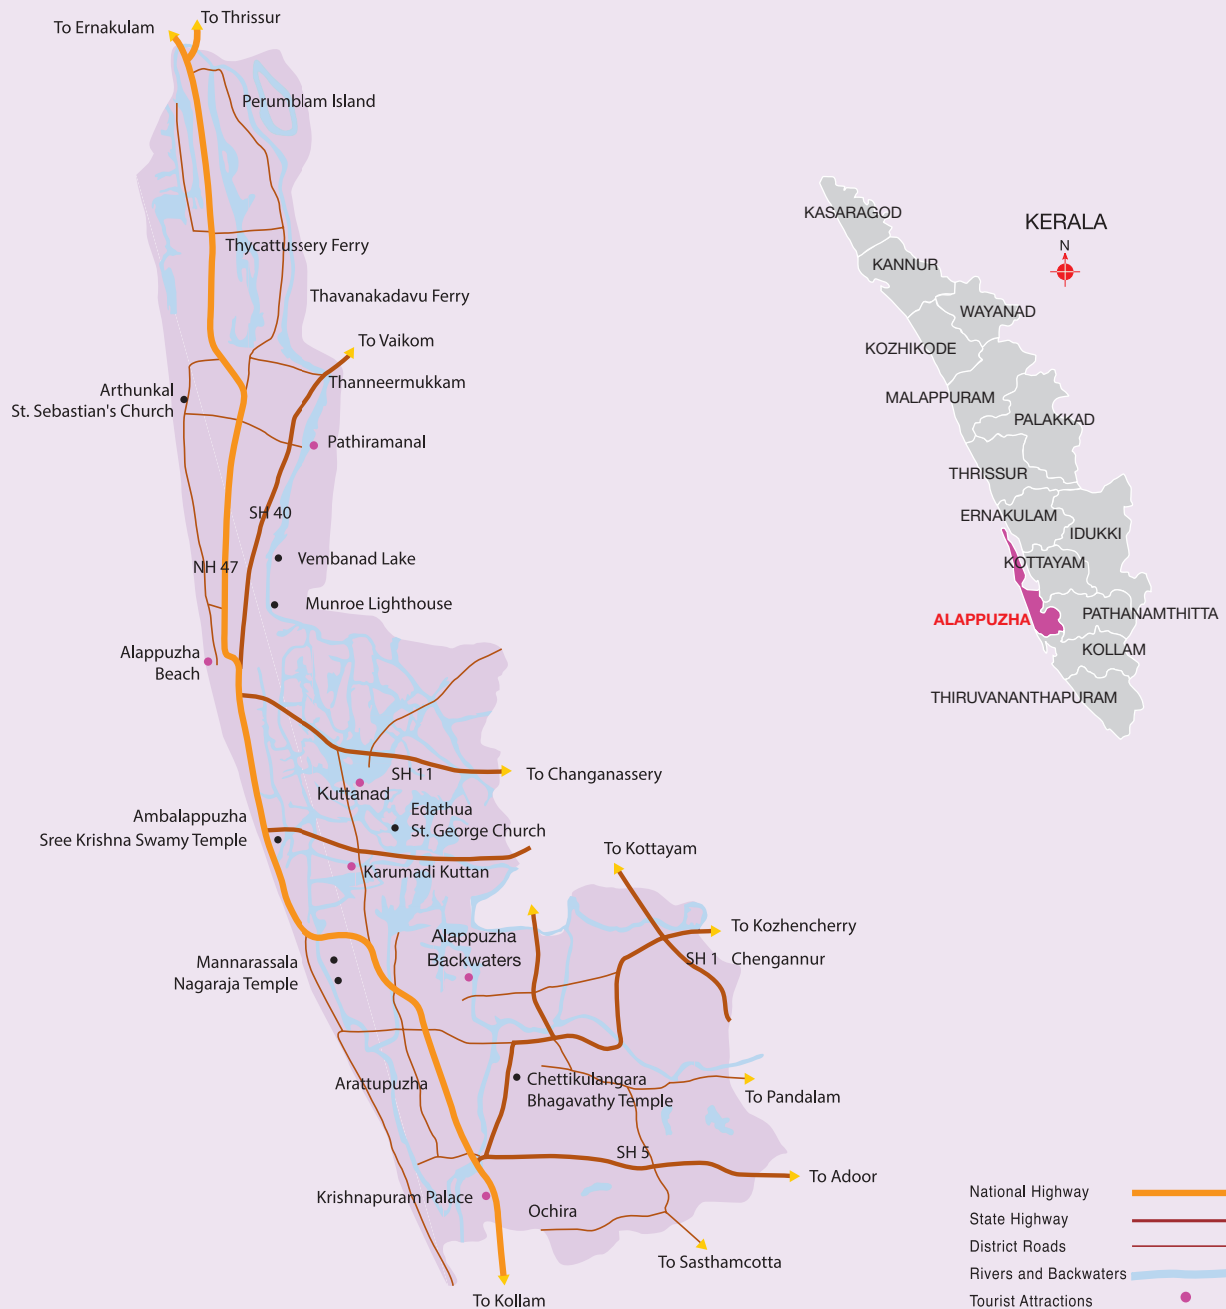 To Ernakulam
To Thrissur
Perumblam Island
Thycattussery Ferry
Thavanakadavu Ferry
To Vaikom
Thanneermukkam
Arthunkal
St. Sebastian's Church
Pathiramanal
SH 40
Vembanad Lake
NH 47
Munroe Lighthouse
Alappuzha
Beach
SH 11
To Changanassery
Kuttanad
Edathua
St. George Church
Ambalappuzha
Sree Krishna Swamy Temple
Karumadi Kuttan
To Kottayam
To Kozhencherry
Alappuzha
Backwaters
SH 1
Chengannur
Mannarassala
Nagaraja Temple
Arattupuzha
Chettikulangara
Bhagavathy Temple
To Pandalam
SH 5
To Adoor
Krishnapuram Palace
Ochira
To Sasthamcotta
To Kollam
KERALA
N
KASARAGOD
KANNUR
WAYANAD
KOZHIKODE
MALAPPURAM
PALAKKAD
THRISSUR
ERNAKULAM
IDUKKI
KOTTAYAM
ALAPPUZHA
PATHANAMTHITTA
KOLLAM
THIRUVANANTHAPURAM
National Highway
State Highway
District Roads
Rivers and Backwaters
Tourist Attractions